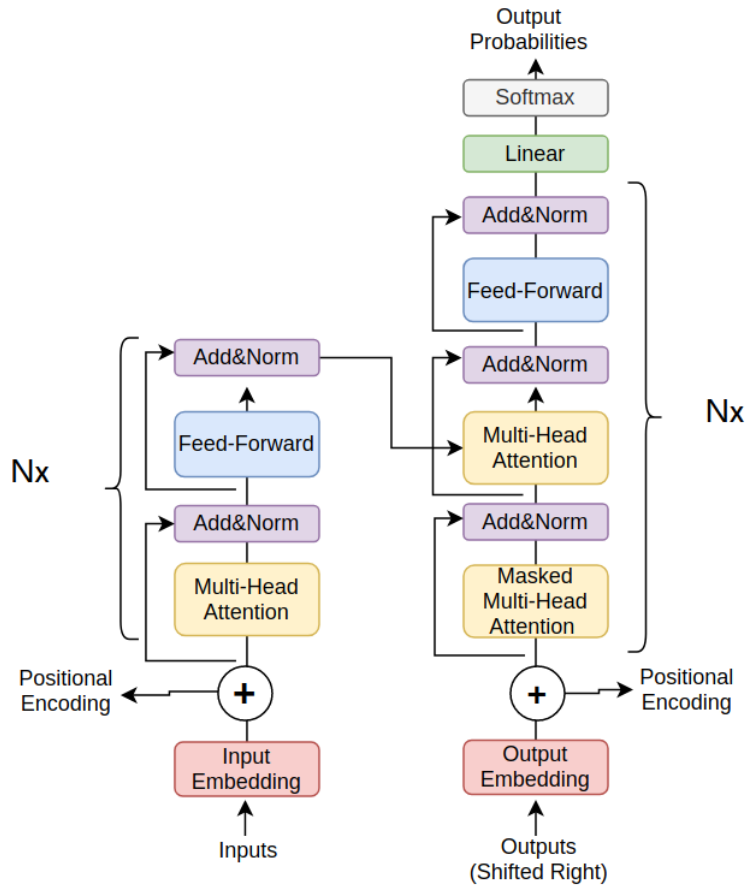 Output
Probabilities
Softmax
Linear
Add&Norm
Feed-Forward
Add&Norm
Multi-Head
Attention
Add&Norm
Masked
Multi-Head
Attention
Nx
Positional
Encoding
+
Output
Embedding
Outputs
(Shifted Right)
Add&Norm
Feed-Forward
Nx
Add&Norm
Multi-Head
Attention
Positional
Encoding
+
Input
Embedding
Inputs